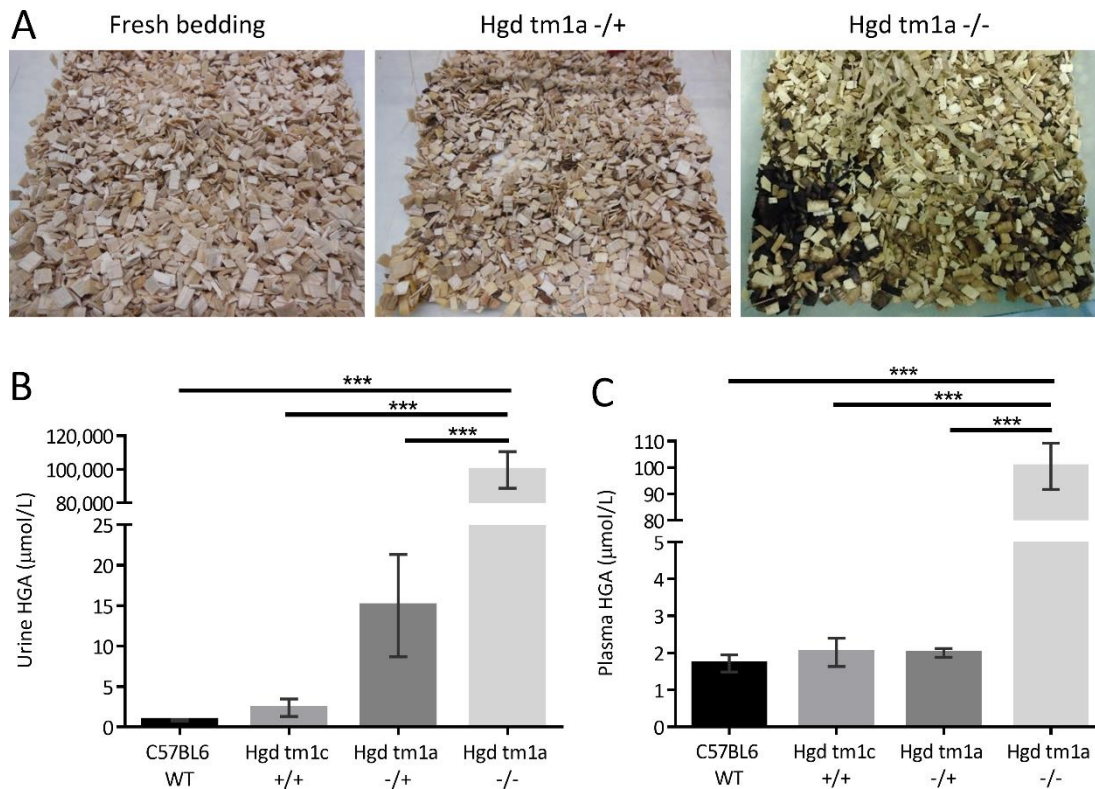 A
Fresh bedding
Hgd tm1a -/+
Hgd tm1a -/-
B
***
***
***
Urine HGA (µmol/L)
120,000
100,000
80,000
25
20
15
10
5
0
C57BL6
WT
Hgd tm1c
+/+
Hgd tm1a
-/+
Hgd tm1a
-/-
C
***
***
***
Plasma HGA (µmol/L)
110
100
90
80
5
4
3
2
1
0
C57BL6
WT
Hgd tm1c
+/+
Hgd tm1a
-/+
Hgd tm1a
-/-